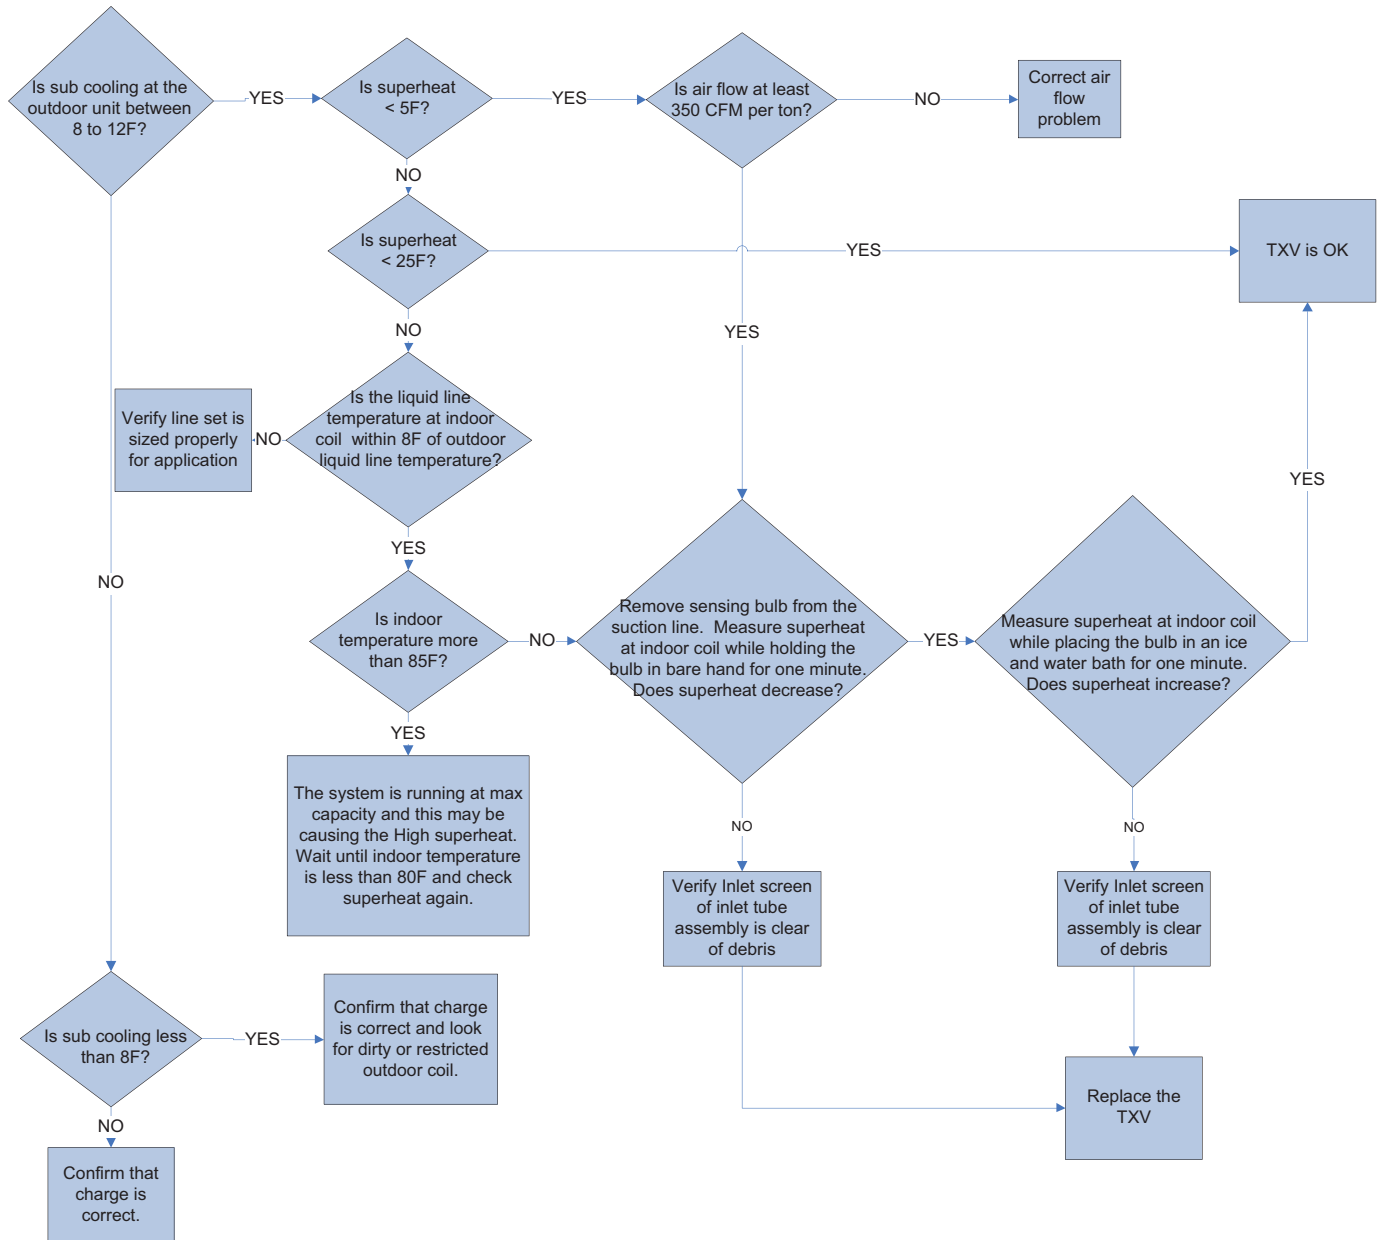 Is sub cooling at the
outdoor unit between
8 to 12F?
YES
Is superheat
< 5F?
YES
Is air flow at least
350 CFM per ton?
NO
Correct air
flow
problem
NO
Is superheat
< 25F?
YES
TXV is OK
NO
YES
Is the liquid line
temperature at indoor
coil  within 8F of outdoor
liquid line temperature?
NO
Verify line set is
sized properly
for application
YES
YES
NO
Is indoor
temperature more
than 85F?
NO
Remove sensing bulb from the
suction line.  Measure superheat
at indoor coil while holding the
bulb in bare hand for one minute.
Does superheat decrease?
YES
Measure superheat at indoor coil
while placing the bulb in an ice
and water bath for one minute.
Does superheat increase?
YES
The system is running at max
capacity and this may be
causing the High superheat.
Wait until indoor temperature
is less than 80F and check
superheat again.
NO
NO
Verify Inlet screen
of inlet tube
assembly is clear
of debris
Verify Inlet screen
of inlet tube
assembly is clear
of debris
Is sub cooling less
than 8F?
YES
Confirm that charge
is correct and look
for dirty or restricted
outdoor coil.
Replace the
TXV
NO
Confirm that
charge is
correct.